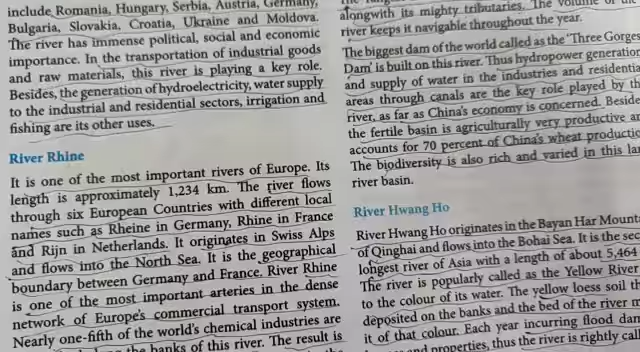 include Romania, Hungary, Serbia, Austria, Germany,
Bulgaria, Slovakia, Croatia, Ukraine and Moldova.
The river has immense political, social and economic
importance. In the transportation of industrial goods
and raw materials, this river is playing a key role.
Besides, the generation of hydroelectricity, water supply
to the industrial and residential sectors, irrigation and
fishing are its other uses.
River Rhine
It is one of the most important rivers of Europe. Its
length is approximately 1,234 km. The river flows
through six European Countries with different local
names such as Rheine in Germany, Rhine in France
and Rijn in Netherlands. It originates in Swiss Alps
and flows into the North Sea. It is the geographical
boundary between Germany and France. River Rhine
is one of the most important arteries in the dense
network of Europe's commercial transport system.
Nearly one-fifth of the world's chemical industries are
the banks of this river. The result is
alongwith its mighty tributaries. The volume of
river keeps it navigable throughout the year.
The biggest dam of the world called as the 'Three Gorges
Dam' is built on this river. Thus hydropower generation
and supply of water in the industries and
areas through canals are the key role played by
river, as far as China's economy is concerned.
the fertile basin is agriculturally very productive
accounts for 70 percent of China's wheat
The biodiversity is also rich and varied in this
river basin.
River Hwang Ho
River Hwang Ho originates in the Bayan Har
of Qinghai and flows into the Bohai Sea. It is the
longest river of Asia with a length of about 5,464
The river is popularly called as the Yellow River
to the colour of its water. The yellow loess soil
deposited on the banks and the bed of the river
it of that colour. Each year incurring flood
and properties, thus the river is rightly